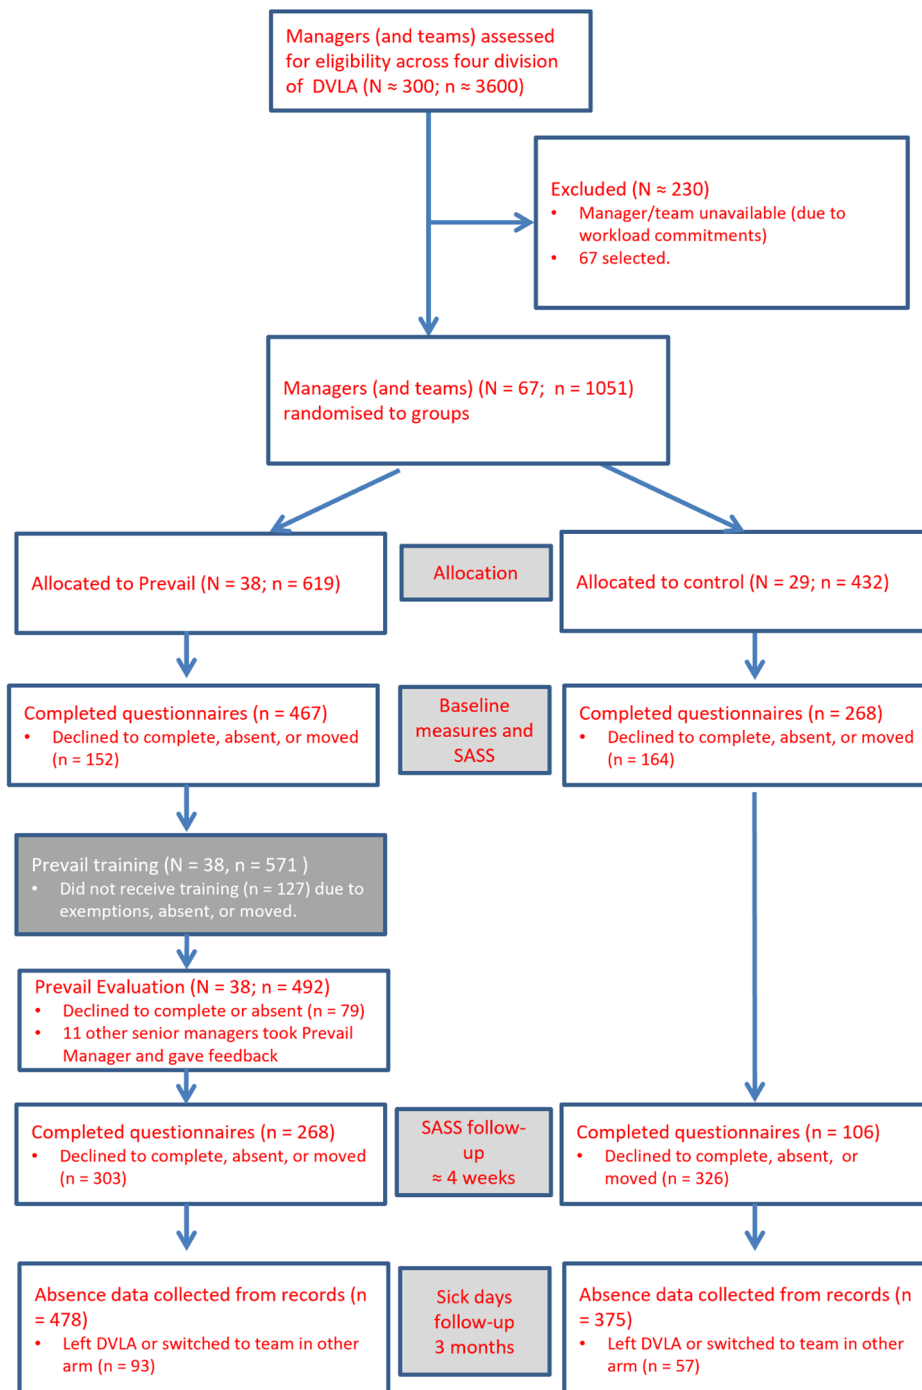 Managers (and teams) assessed
for eligibility across four division
of  DVLA (N ≈ 300; n ≈ 3600)
Excluded (N ≈ 230)
• Manager/team unavailable (due to
workload commitments)
• 67 selected.
Managers (and teams) (N = 67;  n = 1051)
randomised to groups
Allocated to Prevail (N = 38; n = 619)
Allocation
Allocated to control (N = 29; n = 432)
Completed questionnaires (n = 467)
• Declined to complete, absent, or moved
(n = 152)
Baseline
measures and
SASS
Completed questionnaires (n = 268)
• Declined to complete, absent, or
moved (n = 164)
Prevail training (N = 38, n = 571 )
• Did not receive training (n = 127) due to
exemptions, absent, or moved.
Prevail Evaluation (N = 38; n = 492)
• Declined to complete or absent (n = 79)
• 11 other senior managers took Prevail
Manager and gave feedback
Completed questionnaires (n = 268)
• Declined to complete, absent, or moved
(n = 303)
SASS follow-
up
≈ 4 weeks
Completed questionnaires (n = 106)
• Declined to complete, absent,  or
moved (n = 326)
Absence data collected from records (n
= 478)
• Left DVLA or switched to team in other
arm (n = 93)
Sick days
follow-up
3 months
Absence data collected from records (n
= 375)
• Left DVLA or switched to team in other
arm (n = 57)